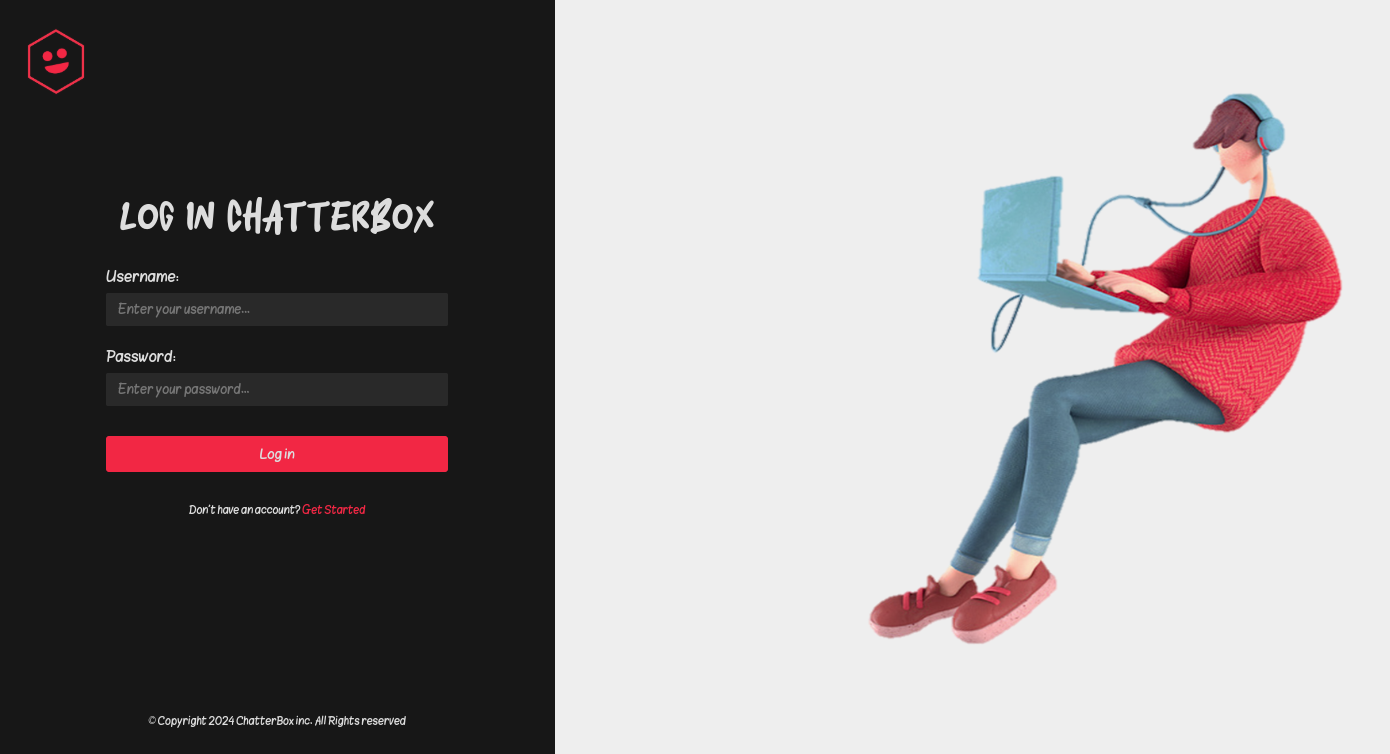 LOG IN CHATTERBOX
Username:
Enter your username...
Password:
Enter your password...
Log in
Don't have an account? Get Started
© Copyright 2024 ChatterBox inc. All Rights reserved